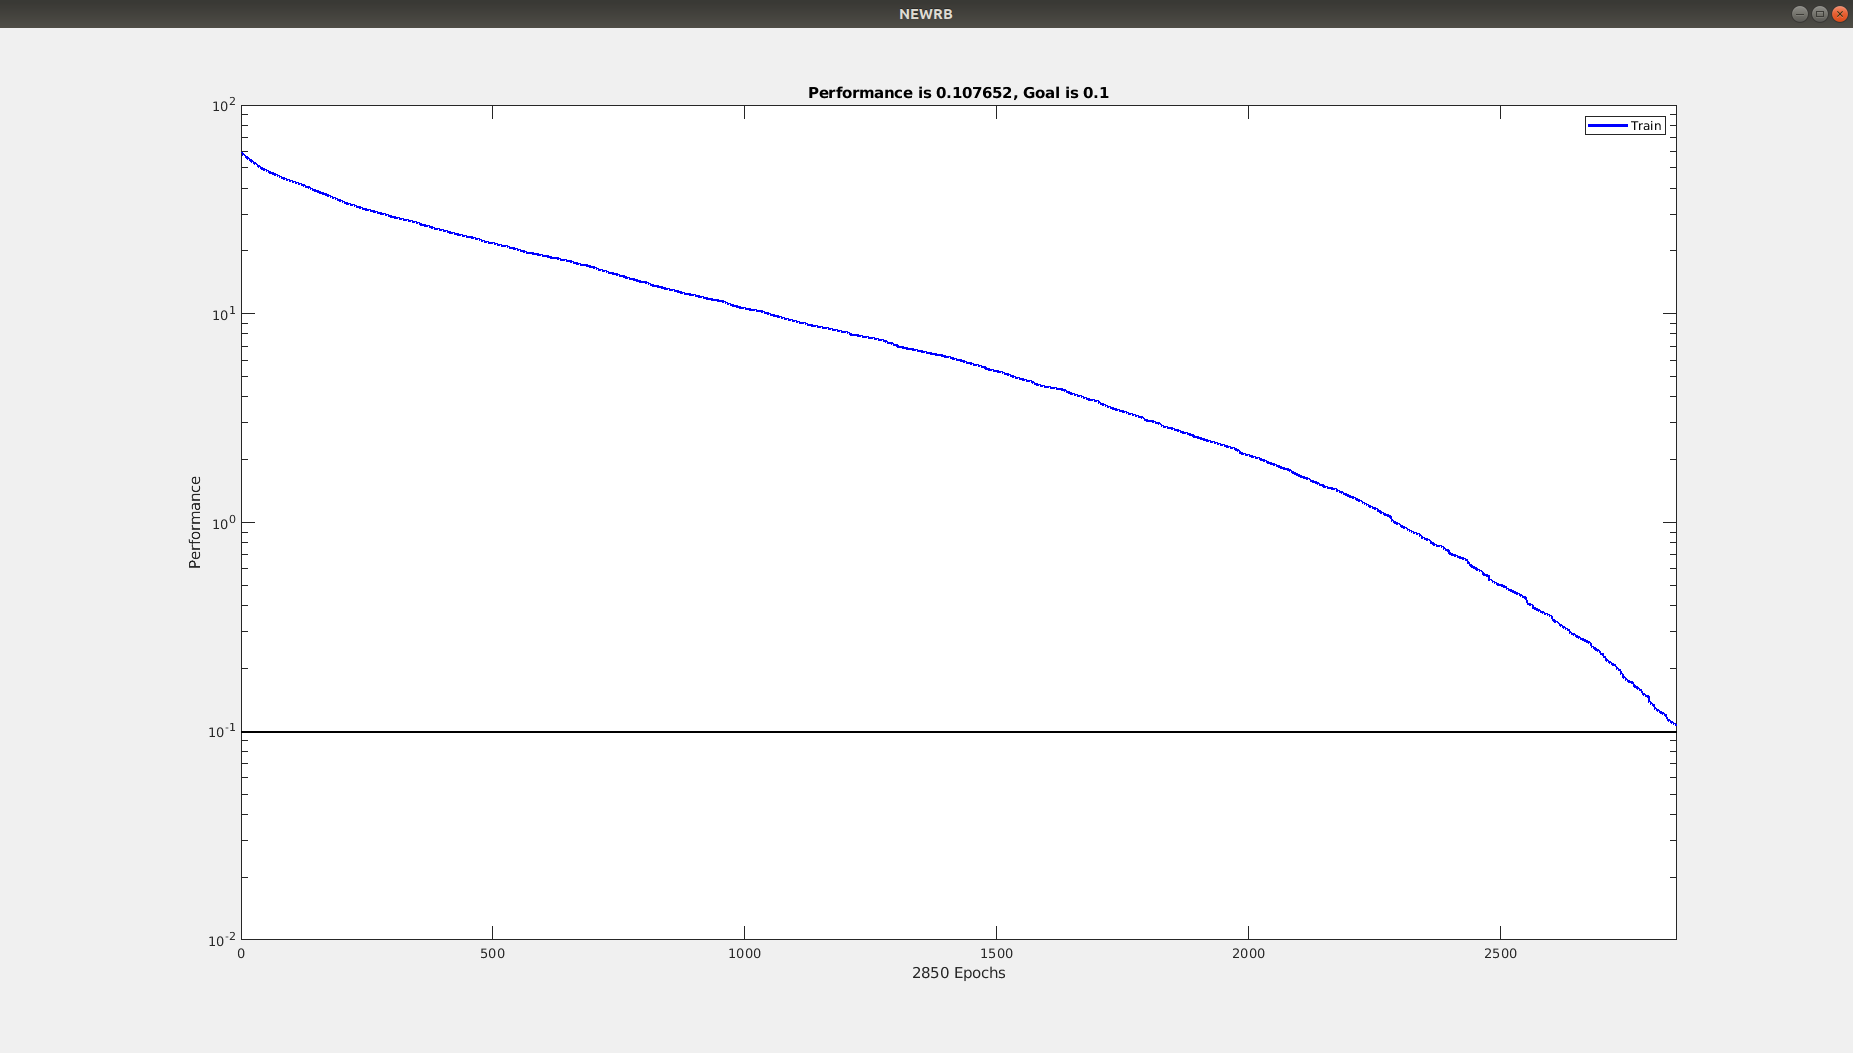 NEWRB
Performance is 0.107652, Goal is 0.1
Train
Performance
10^2
10^1
10^0
10^-1
10^-2
0 500 1000 1500 2000 2500
2850 Epochs